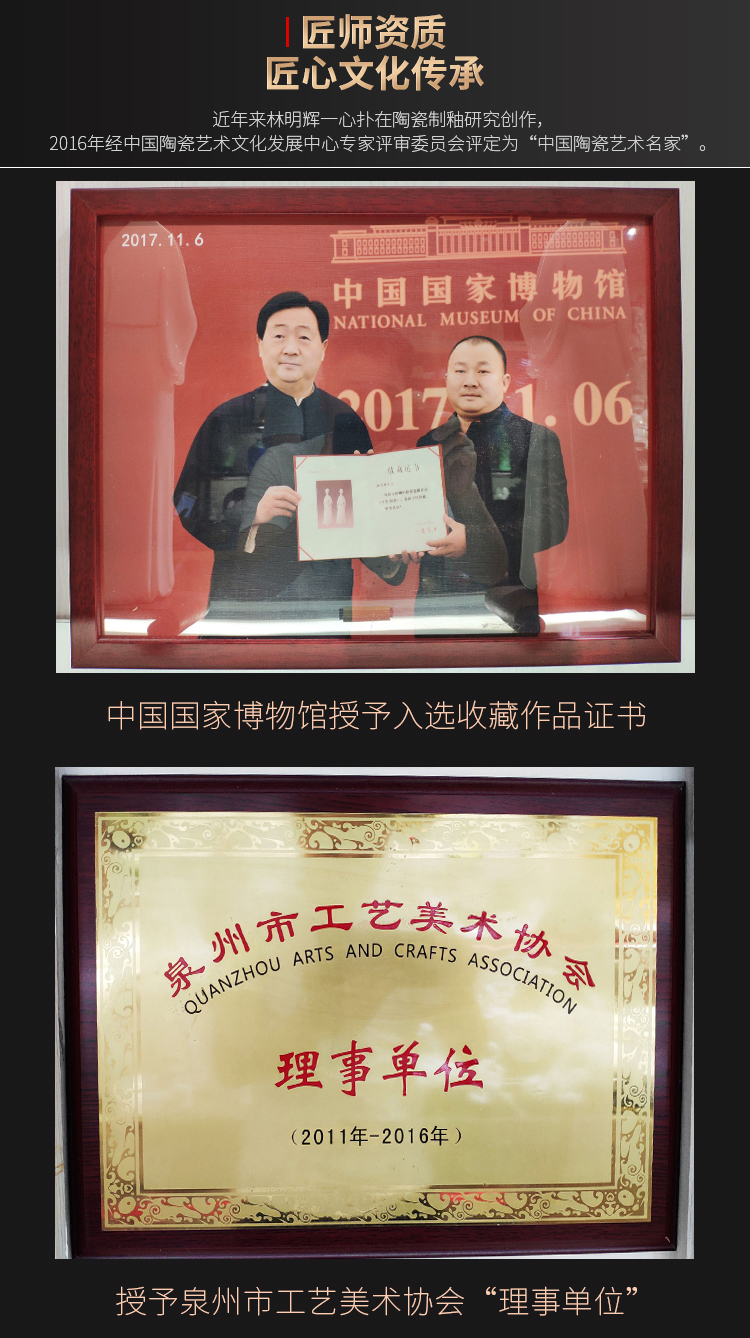 匠师资质
匠心文化传承
近年来林明辉一心扑在陶瓷制釉研究创作，
2016年经中国陶瓷艺术文化发展中心专家评审委员会评定为“中国陶瓷艺术名家”。
2017.11.6
中国国家博物馆
NATIONAL MUSEUM OF CHINA
收藏证书
中国国家博物馆授予入选收藏作品证书
泉州市工艺美术协会
QUANZHOU ARTS AND CRAFTS ASSOCIATION
理事单位
（2011年-2016年）
授予泉州市工艺美术协会“理事单位”